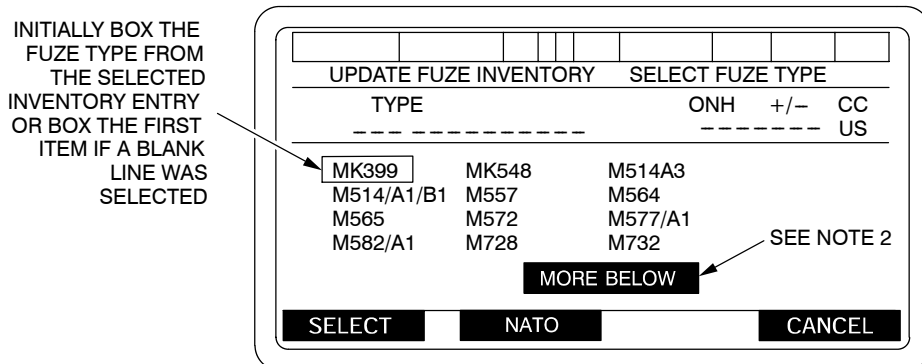 INITIALLY BOX THE
FUZE TYPE FROM
THE SELECTED
INVENTORY ENTRY
OR BOX THE FIRST
ITEM IF A BLANK
LINE WAS
SELECTED
UPDATE FUZE INVENTORY SELECT FUZE TYPE
TYPE ONH +/– CC
– – – – – – – – – – – – – – – – – – – – US
MK399 MK548 M514A3
M514/A1/B1 M557 M564
M565 M572 M577/A1
M582/A1 M728 M732
SEE NOTE 2
MORE BELOW
SELECT NATO CANCEL